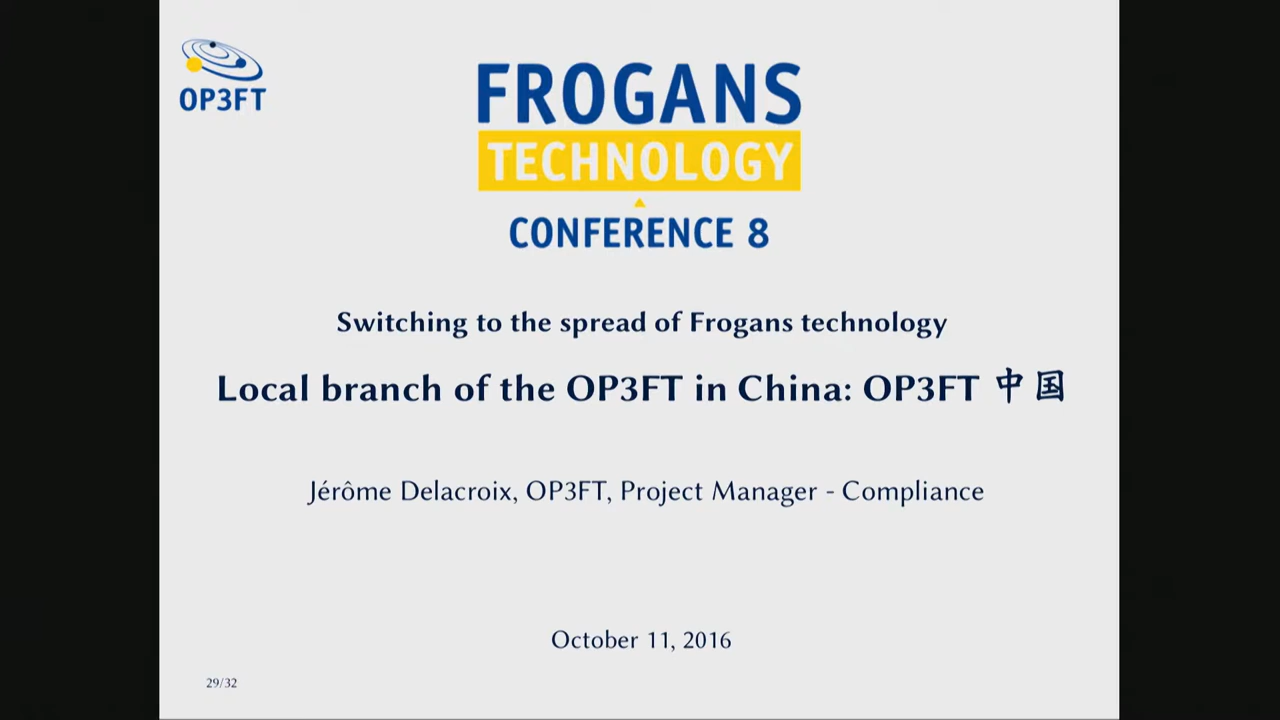 OP3FT
FROGANS
TECHNOLOGY
CONFERENCE 8
Switching to the spread of Frogans technology
Local branch of the OP3FT in China: OP3FT 中国
Jérôme Delacroix, OP3FT, Project Manager - Compliance
October 11, 2016
29/32